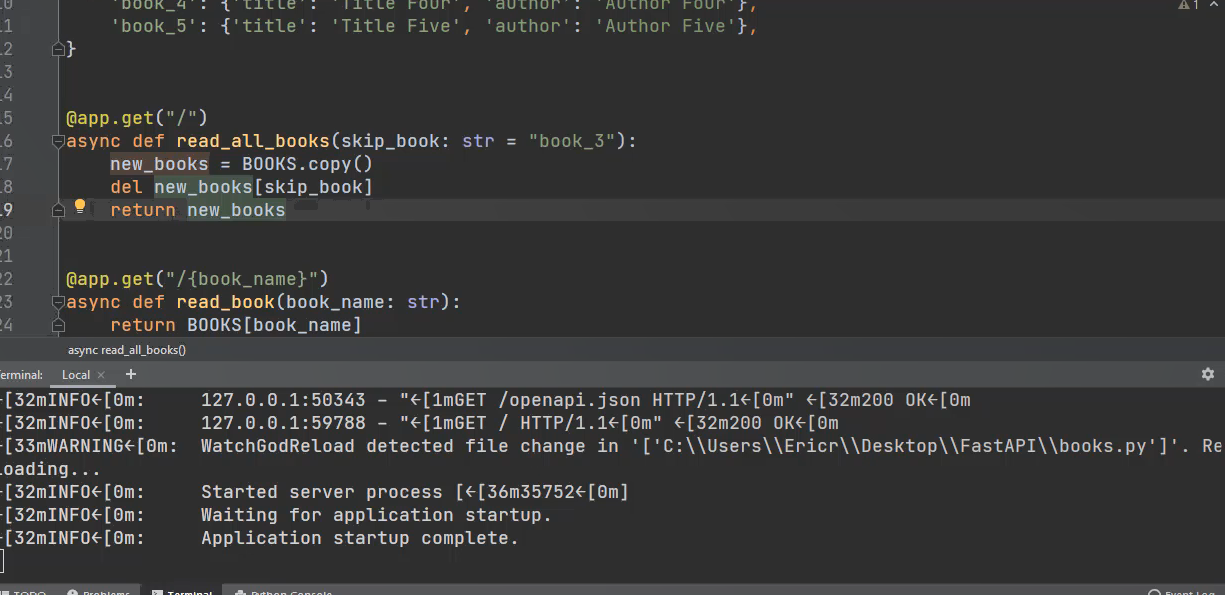 'book_4': {'title': 'Title Four', 'author': 'Author Four'},
1
11 'book_5': {'title': 'Title Five', 'author': 'Author Five'},
12 }
13
14
15 @app.get("/")
16 async def read_all_books(skip_book: str = "book_3"):
17 new_books = BOOKS.copy()
18 del new_books[skip_book]
19 return new_books
20
21
22 @app.get("/{book_name}")
23 async def read_book(book_name: str):
24 return BOOKS[book_name]
async read_all_books()
erminal: Local × +
←[32mINFO←[0m: 127.0.0.1:50343 - "←[1mGET /openapi.json HTTP/1.1←[0m" ←[32m200 OK←[0m
←[32mINFO←[0m: 127.0.0.1:59788 - "←[1mGET / HTTP/1.1←[0m" ←[32m200 OK←[0m
←[33mWARNING←[0m: WatchGodReload detected file change in '['C:\\Users\\Ericr\\Desktop\\FastAPI\\books.py']'. Re
loading...
←[32mINFO←[0m: Started server process [←[36m35752←[0m]
←[32mINFO←[0m: Waiting for application startup.
←[32mINFO←[0m: Application startup complete.
TODO Problems Terminal Python Console Event Log